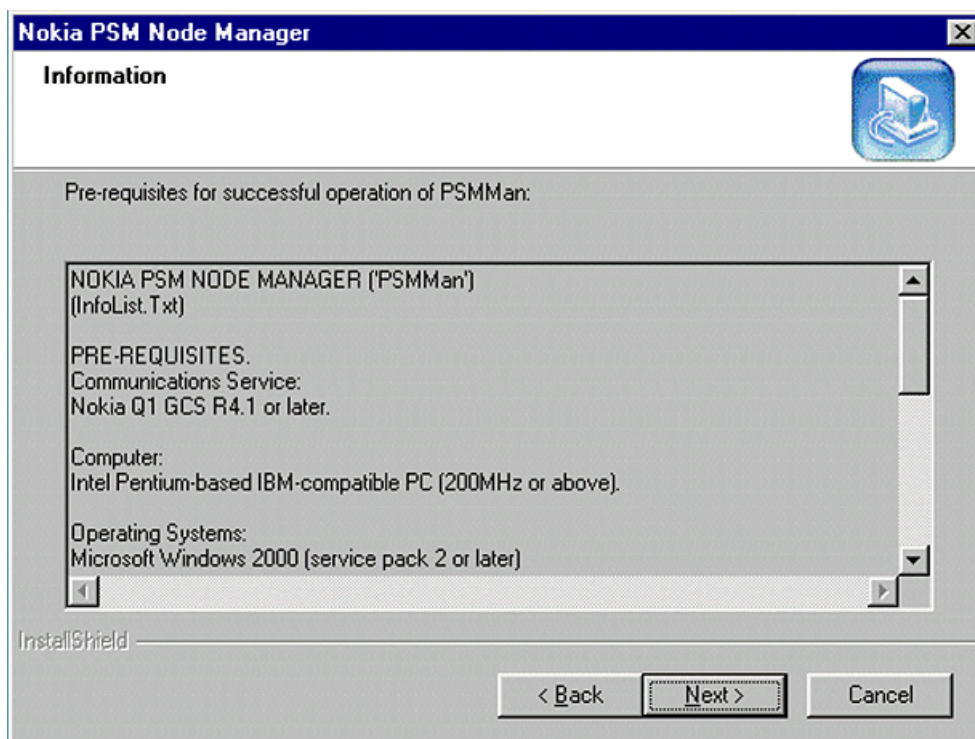 Nokia PSM Node Manager
Information
Pre-requisites for successful operation of PSMMan:
NOKIA PSM NODE MANAGER ('PSMMan')
(InfoList.Txt)
PRE-REQUISITES.
Communications Service:
Nokia Q1 GCS R4.1 or later.
Computer:
Intel Pentium-based IBM-compatible PC (200MHz or above).
Operating Systems:
Microsoft Windows 2000 (service pack 2 or later)
InstallShield
< Back Next > Cancel